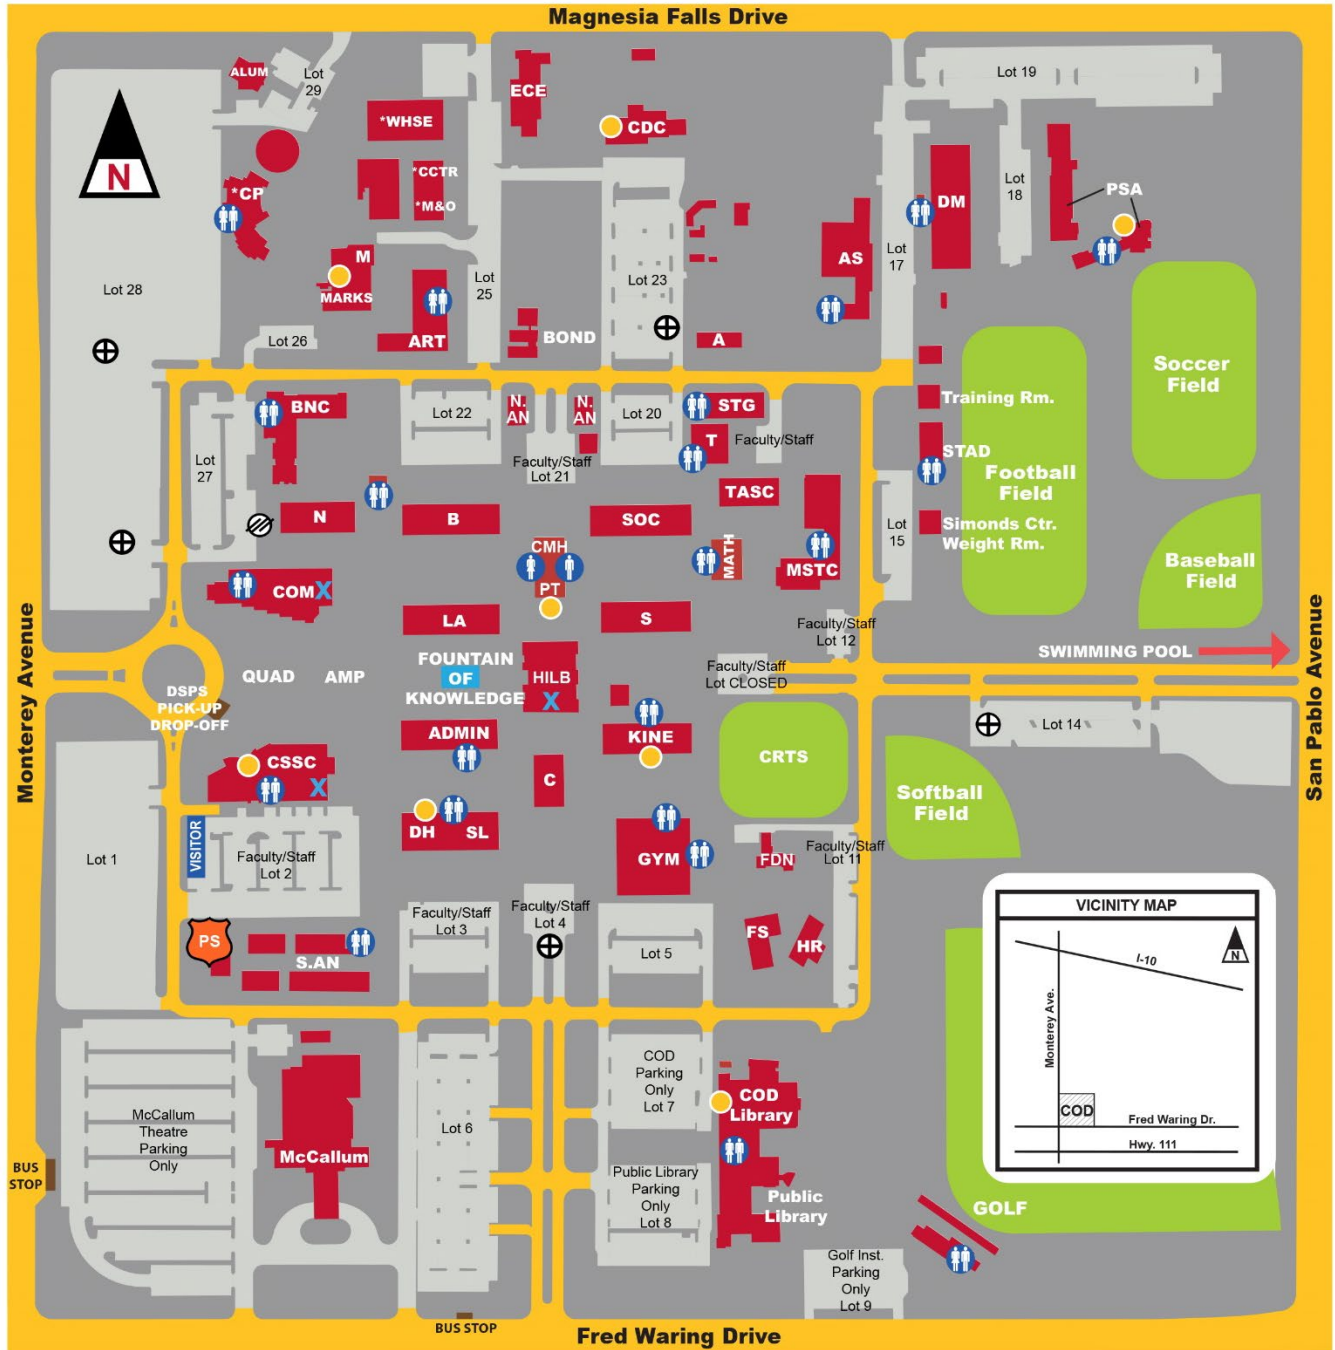 Magnesia Falls Drive
ALUM
Lot
29
ECE
Lot 19
*WHSE
CDC
N
*CCTR
*CP
*M&O
Lot
18
PSA
DM
M
MARKS
AS
Lot
17
Lot 28
Lot
25
Lot 23
Lot 26
ART
BOND
A
Soccer
Field
BNC
Lot 22
N.
AN
N.
AN
Lot 20
STG
Training Rm.
T
Faculty/Staff
Lot
27
Faculty/Staff
Lot 21
STAD
Football
Field
TASC
N
B
SOC
Lot
15
Simonds Ctr.
Weight Rm.
CMH
PT
MATH
MSTC
Baseball
Field
COM
X
LA
S
Faculty/Staff
Lot 12
SWIMMING POOL
Monterey Avenue
San Pablo Avenue
QUAD
AMP
FOUNTAIN
OF
KNOWLEDGE
HILB
X
Faculty/Staff
Lot CLOSED
DSPS
PICK-UP
DROP-OFF
Lot 14
ADMIN
KINE
CSSC
X
C
CRTS
Softball
Field
DH
SL
Lot 1
VISITOR
Faculty/Staff
Lot 2
GYM
FDN
Faculty/Staff
Lot 11
Faculty/Staff
Lot 3
Faculty/Staff
Lot 4
Lot 5
FS
HR
PS
S.AN
VICINITY MAP
N
I-10
Monterey Ave.
COD
Fred Waring Dr.
Hwy. 111
COD
Parking
Only
Lot 7
COD
Library
McCallum
Theatre
Parking
Only
McCallum
Lot 6
BUS
STOP
Public Library
Parking
Only
Lot 8
Public
Library
GOLF
Golf Inst.
Parking
Only
Lot 9
BUS STOP
Fred Waring Drive